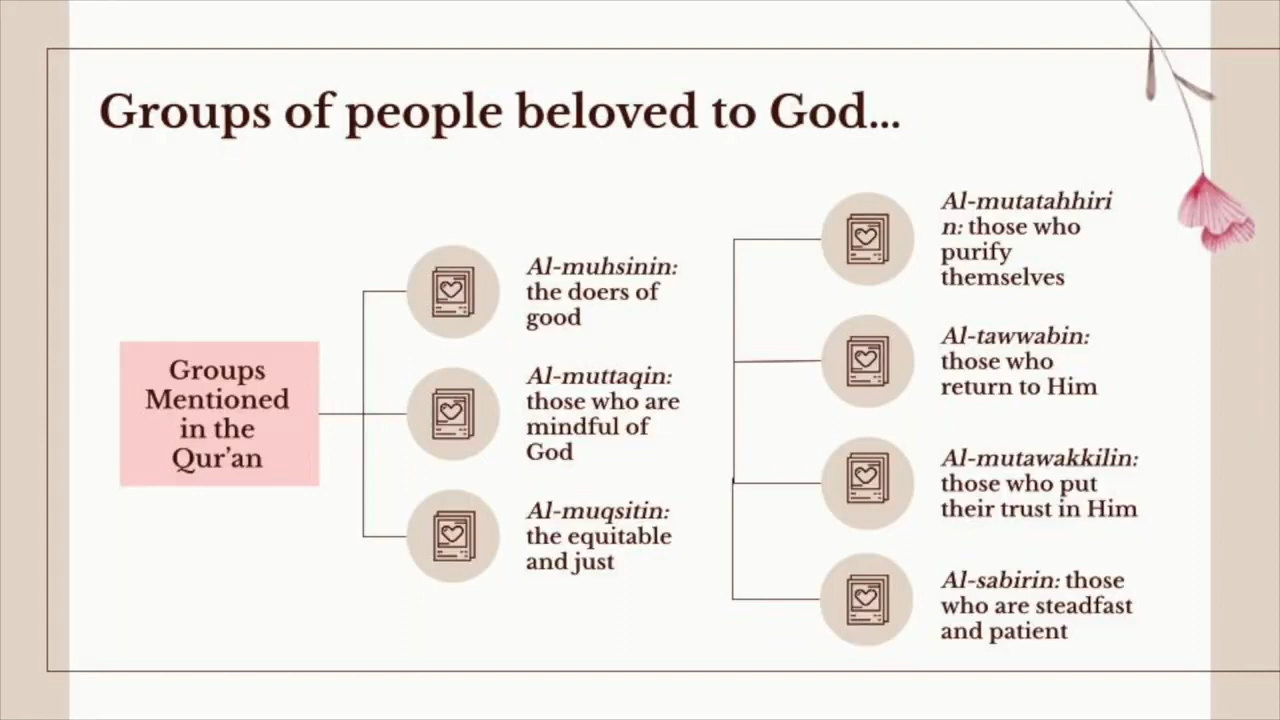 Groups of people beloved to God...
Groups
Mentioned
in the
Qur'an
Al-muhsinin:
the doers of
good
Al-muttaqin:
those who are
mindful of
God
Al-muqsitin:
the equitable
and just
Al-mutatahhiri
n: those who
purify
themselves
Al-tawwabin:
those who
return to Him
Al-mutawakkilin:
those who put
their trust in Him
Al-sabirin: those
who are steadfast
and patient